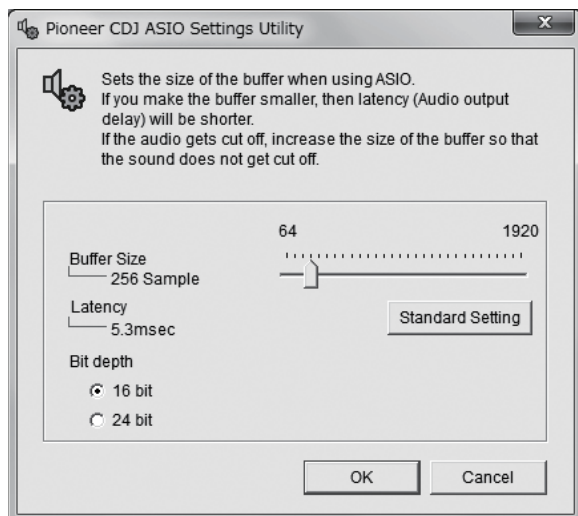 Pioneer CDJ ASIO Settings Utility
x
Sets the size of the buffer when using ASIO.
If you make the buffer smaller, then latency (Audio output
delay) will be shorter.
If the audio gets cut off, increase the size of the buffer so that
the sound does not get cut off.
64 1920
Buffer Size
256 Sample
Latency
5.3msec
Standard Setting
Bit depth
16 bit
24 bit
OK Cancel